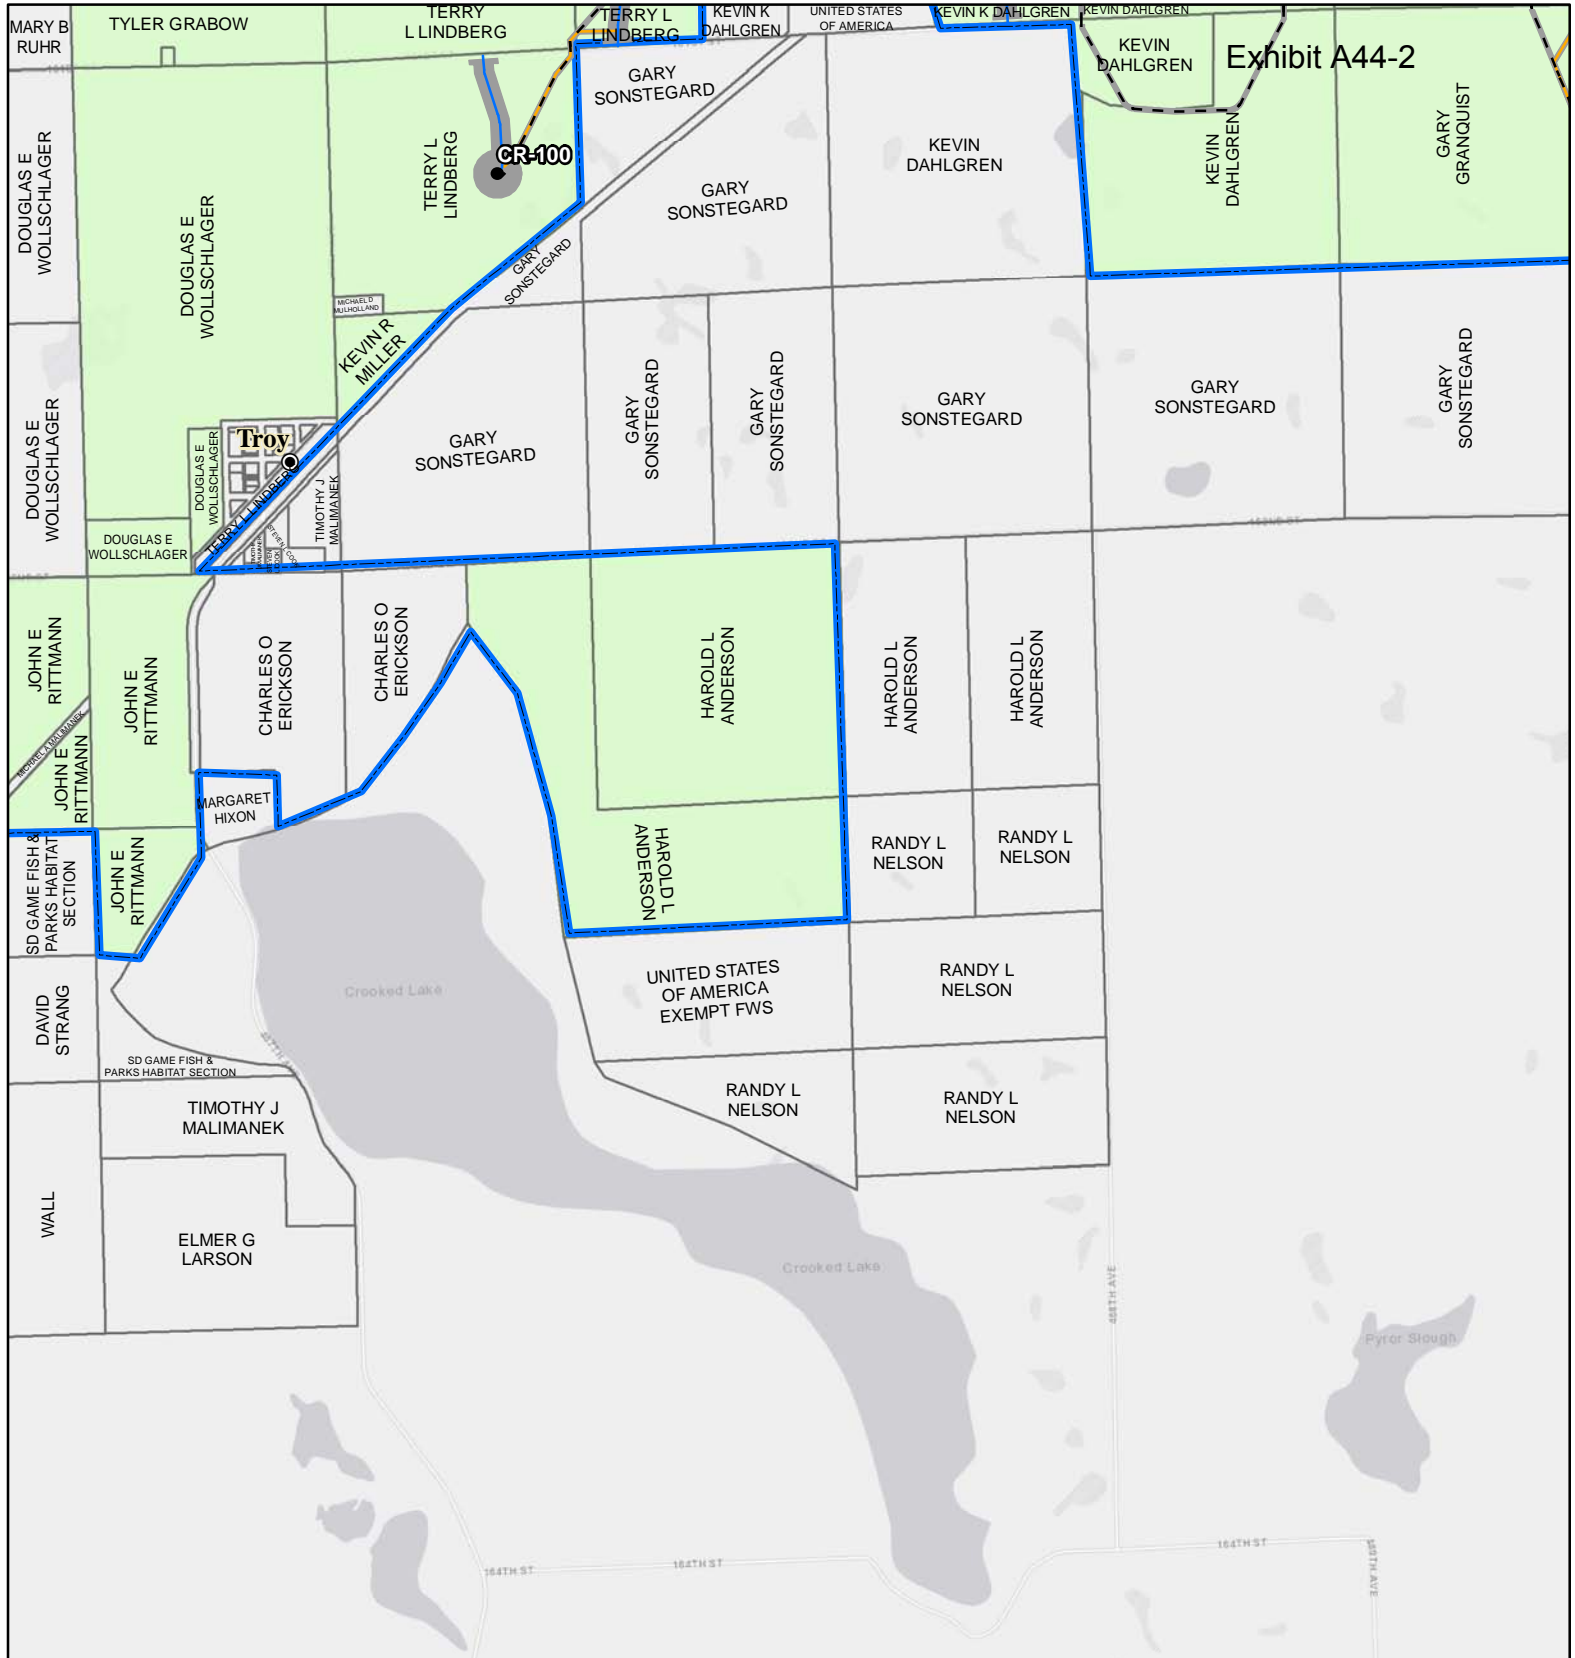 MARY B
RUHR
TYLER GRABOW
TERRY
L LINDBERG
TERRY L
LINDBERG
KEVIN K
DAHLGREN
UNITED STATES
OF AMERICA
KEVIN K DAHLGREN
KEVIN DAHLGREN
KEVIN
DAHLGREN
Exhibit A44-2
GARY
SONSTEGARD
DOUGLAS E
WOLLSCHLAGER
DOUGLAS E
WOLLSCHLAGER
TERRY L
LINDBERG
CR-100
GARY
SONSTEGARD
KEVIN
DAHLGREN
KEVIN
DAHLGREN
GARY
GRANQUIST
GARY
SONSTEGARD
MICHAEL D
MULHOLLAND
KEVIN R
MILLER
DOUGLAS E
WOLLSCHLAGER
DOUGLAS E
WOLLSCHLAGER
Troy
TERRY L LINDBERG
TIMOTHY J
MALIMANEK
STEVEN L COOK
GARY
SONSTEGARD
GARY
SONSTEGARD
GARY
SONSTEGARD
GARY
SONSTEGARD
GARY
SONSTEGARD
GARY
SONSTEGARD
DOUGLAS E
WOLLSCHLAGER
JOHN E
RITTMANN
JOHN E
RITTMANN
CHARLES O
ERICKSON
CHARLES O
ERICKSON
HAROLD L
ANDERSON
HAROLD L
ANDERSON
HAROLD L
ANDERSON
MICHAEL A MALIMANEK
JOHN E
RITTMANN
MARGARET
HIXON
SD GAME FISH &
PARKS HABITAT
SECTION
JOHN E
RITTMANN
HAROLD L
ANDERSON
RANDY L
NELSON
RANDY L
NELSON
DAVID
STRANG
Crooked Lake
UNITED STATES
OF AMERICA
EXEMPT FWS
RANDY L
NELSON
SD GAME FISH &
PARKS HABITAT SECTION
TIMOTHY J
MALIMANEK
RANDY L
NELSON
RANDY L
NELSON
WALL
ELMER G
LARSON
Crooked Lake
468TH AVE
Pyror Slough
164TH ST
164TH ST
164TH ST
469TH AVE